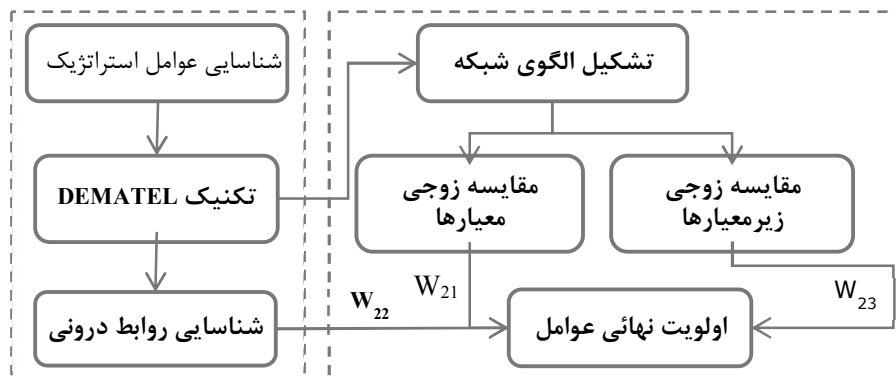 شناسایی عوامل استراتژیک
تکنیک DEMATEL
شناسایی روابط درونی
تشکیل الگوی شبکه
مقایسه زوجی
معیارها
مقایسه زوجی
زیرمعیارها
W22
W21
W23
اولویت نهائی عوامل